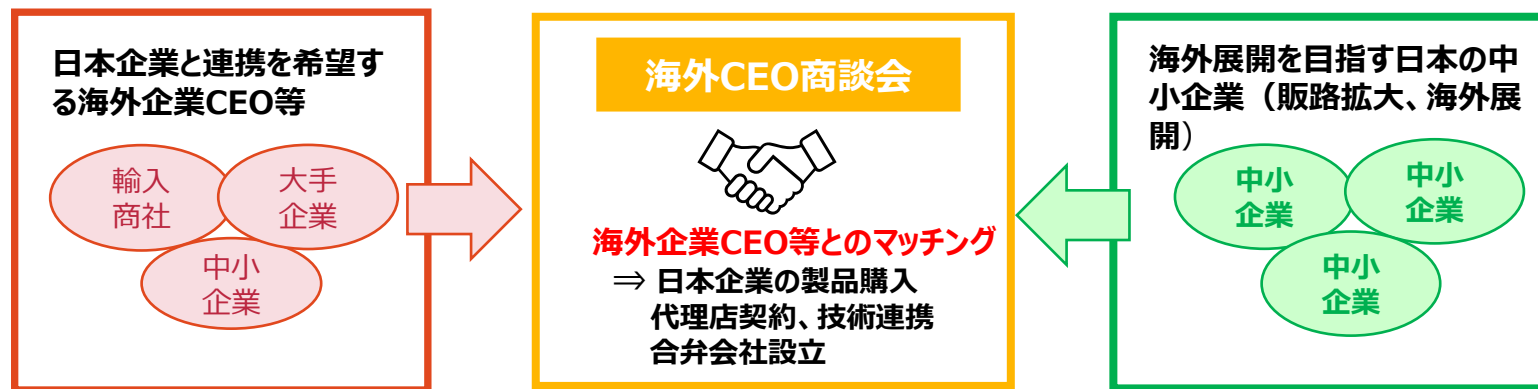 日本企業と連携を希望す
る海外企業CEO等
輸入
商社
大手
企業
中小
企業
海外CEO商談会
海外企業CEO等とのマッチング
⇒ 日本企業の製品購入
代理店契約、技術連携
合弁会社設立
海外展開を目指す日本の中
小企業（販路拡大、海外展
開）
中小
企業
中小
企業
中小
企業